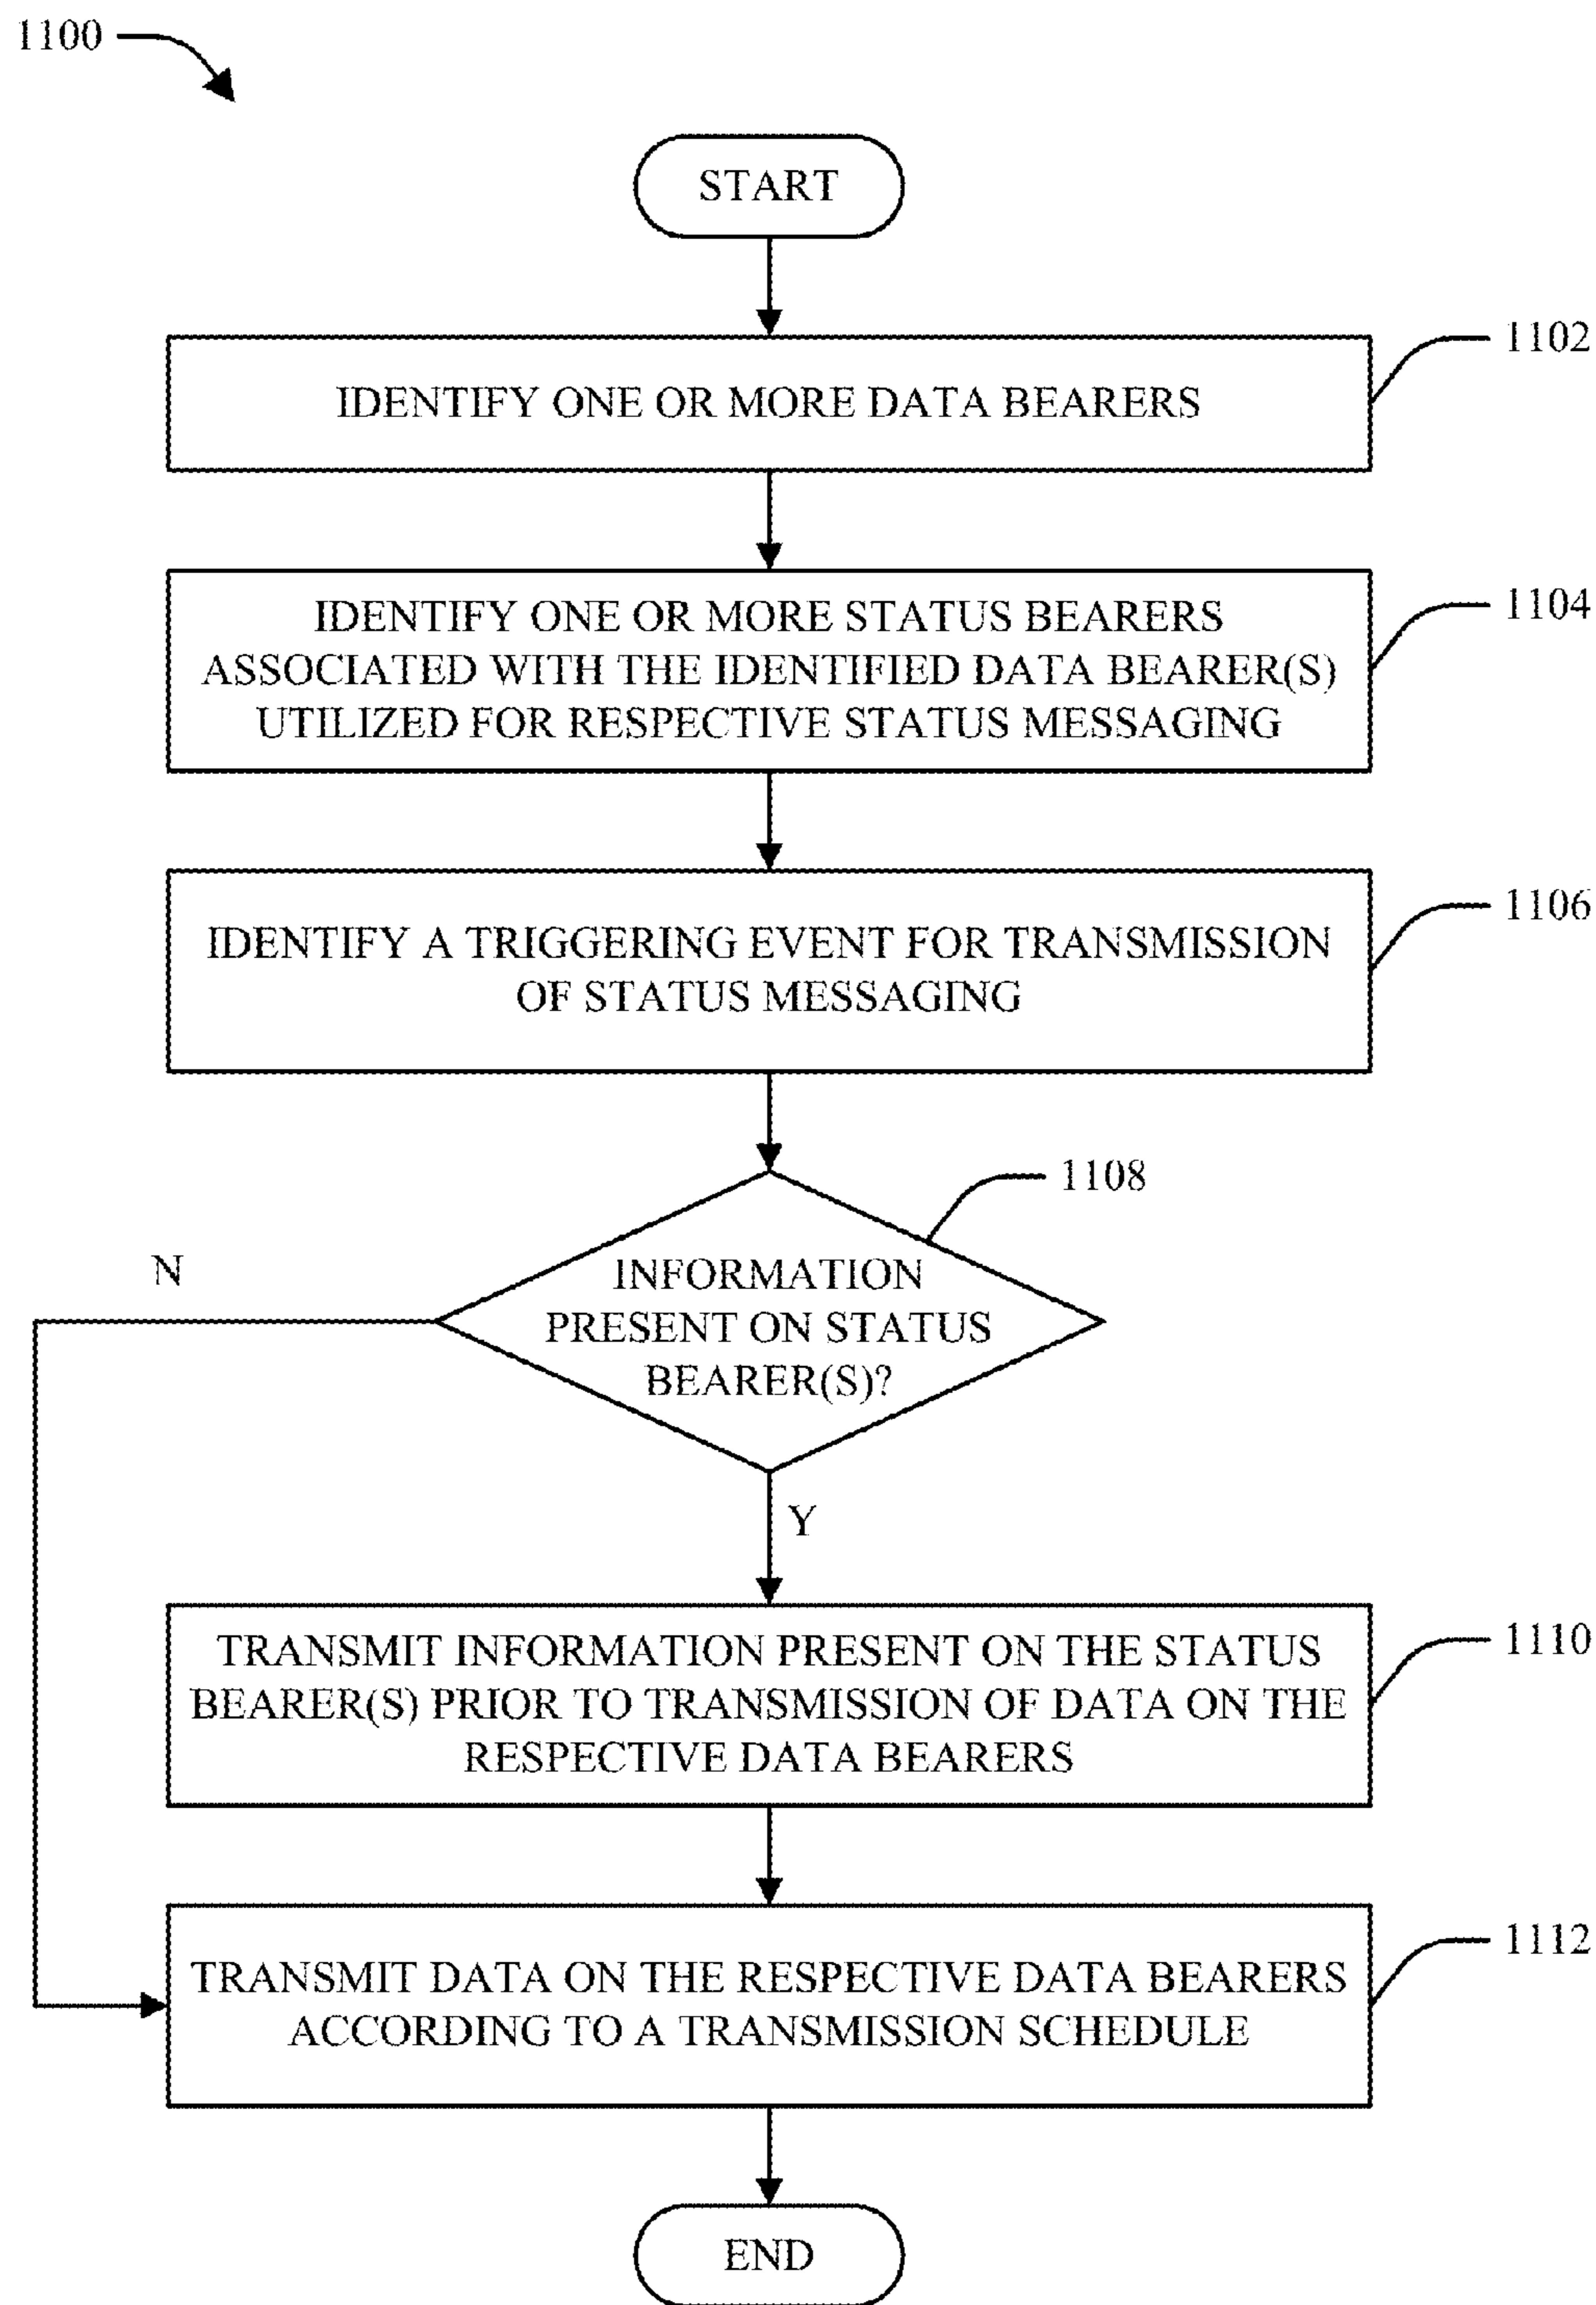 1100
START
1102
IDENTIFY ONE OR MORE DATA BEARERS
1104
IDENTIFY ONE OR MORE STATUS BEARERS
ASSOCIATED WITH THE IDENTIFIED DATA BEARER(S)
UTILIZED FOR RESPECTIVE STATUS MESSAGING
1106
IDENTIFY A TRIGGERING EVENT FOR TRANSMISSION
OF STATUS MESSAGING
1108
N
INFORMATION
PRESENT ON STATUS
BEARER(S)?
Y
1110
TRANSMIT INFORMATION PRESENT ON THE STATUS
BEARER(S) PRIOR TO TRANSMISSION OF DATA ON THE
RESPECTIVE DATA BEARERS
1112
TRANSMIT DATA ON THE RESPECTIVE DATA BEARERS
ACCORDING TO A TRANSMISSION SCHEDULE
END